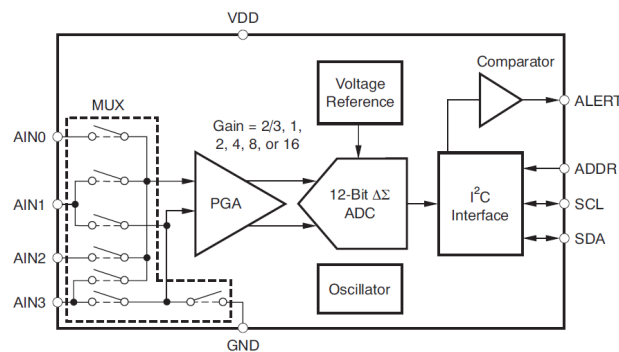 VDD
Comparator
Voltage
Reference
MUX
ALERT
Gain = 2/3, 1,
2, 4, 8, or 16
AIN0
ADDR
AIN1
PGA
12-Bit ΔΣ
ADC
I²C
Interface
SCL
SDA
AIN2
AIN3
Oscillator
GND